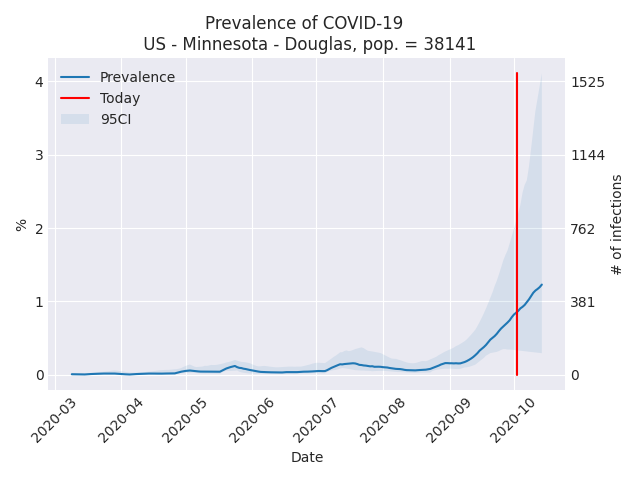 Prevalence of COVID-19
US - Minnesota - Douglas, pop. = 38141
Prevalence
Today
95CI
4
3
2
1
0
%
1525
1144
762
381
0
# of infections
2020-03
2020-04
2020-05
2020-06
2020-07
2020-08
2020-09
2020-10
Date